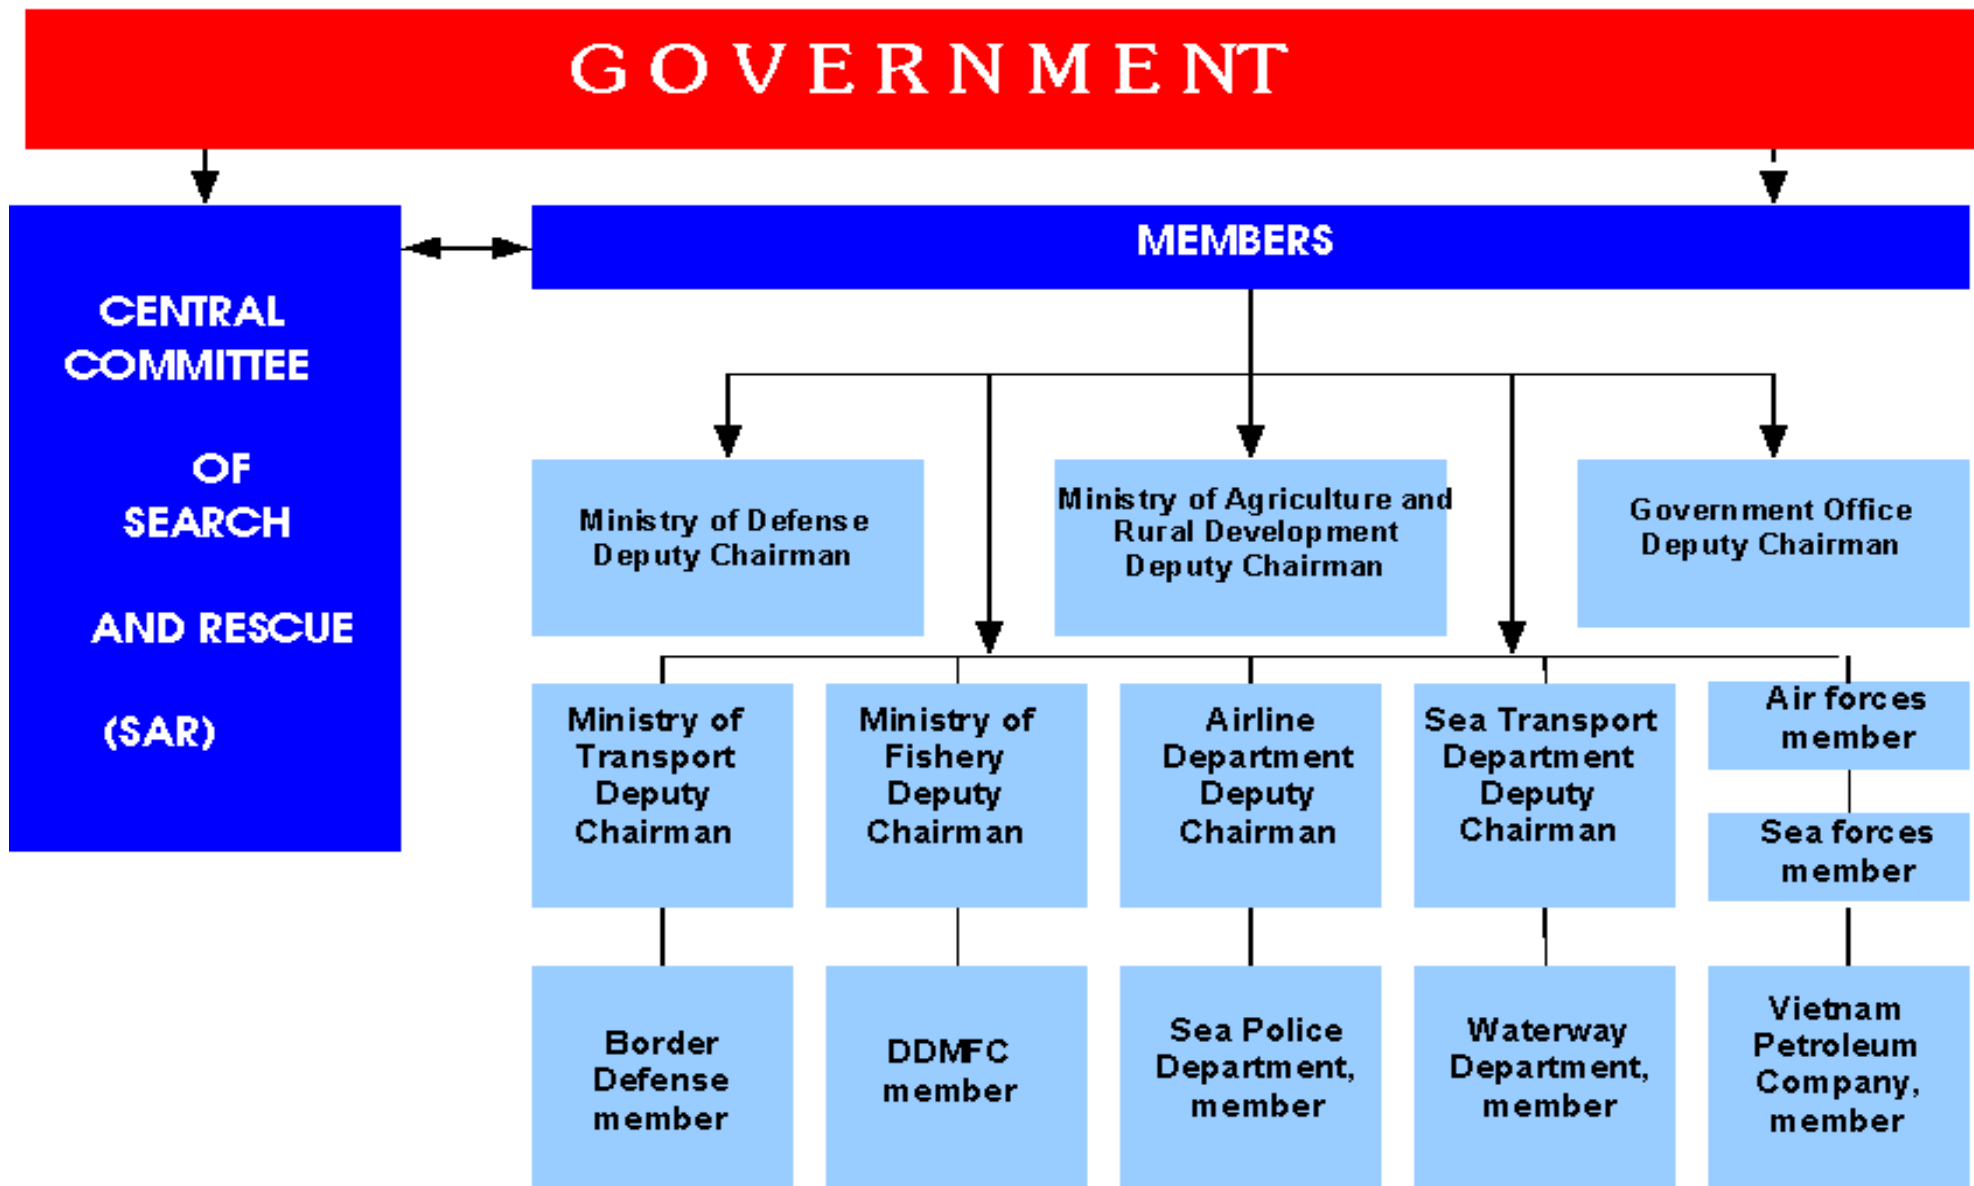 GOVERNMENT
MEMBERS
CENTRAL
COMMITTEE
OF
SEARCH
AND RESCUE
(SAR)
Ministry of Defense
Deputy Chairman
Ministry of Agriculture and
Rural Development
Deputy Chairman
Government Office
Deputy Chairman
Ministry of
Transport
Deputy
Chairman
Ministry of
Fishery
Deputy
Chairman
Airline
Department
Deputy
Chairman
Sea Transport
Department
Deputy
Chairman
Air forces
member
Sea forces
member
Border
Defense
member
DDMFC
member
Sea Police
Department,
member
Waterway
Department,
member
Vietnam
Petroleum
Company,
member